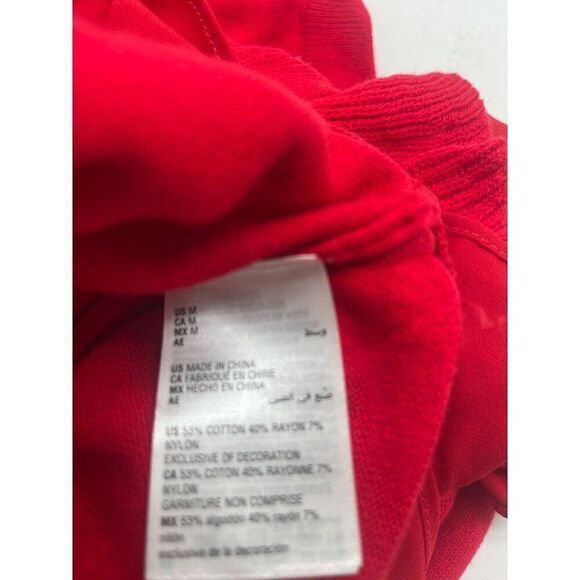 US M
CA M
MX M
AE وسط
US MADE IN CHINA
CA FABRIQUÉ EN CHINE
MX HECHO EN CHINA
AE صنع في الصين
US 53% COTTON 40% RAYON 7%
NYLON
EXCLUSIVE OF DECORATION
CA 53% COTON 40% RAYONNE 7%
NYLON
GARNITURE NON COMPRISE
MX 53% algodon 40% rayón 7%
nilón
exclusivo de la decoración